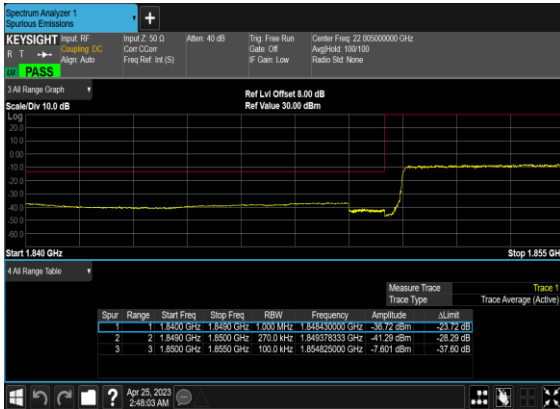 Spectrum Analyzer 1
Spurious Emissions
+
KEYSIGHT Input: RF Input Z: 50 Ω Atten: 40 dB Trig: Free Run Center Freq: 22.005000000 GHz
R T Coupling: DC Corr CCorr Gate: Off Avg|Hold: 100/100
Align: Auto Freq Ref: Int (S) IF Gain: Low Radio Std: None
PASS
3 All Range Graph
Ref Lvl Offset 8.00 dB
Scale/Div 10.0 dB Ref Value 30.00 dBm
Log
20.0
10.0
0.00
-10.0
-20.0
-30.0
-40.0
-50.0
-60.0
Start 1.840 GHz Stop 1.855 GH
4 All Range Table
Measure Trace Trace 1
Trace Type Trace Average (Active)
Spur Range Start Freq Stop Freq RBW Frequency Amplitude ΔLimit
1 1 1.8400 GHz 1.8490 GHz 1.000 MHz 1.848430000 GHz -36.72 dBm -23.72 dB
2 2 1.8490 GHz 1.8500 GHz 270.0 kHz 1.849378333 GHz -41.29 dBm -28.29 dB
3 3 1.8500 GHz 1.8550 GHz 100.0 kHz 1.854825000 GHz -7.601 dBm -37.60 dB
?
Apr 25, 2023
2:48:03 AM